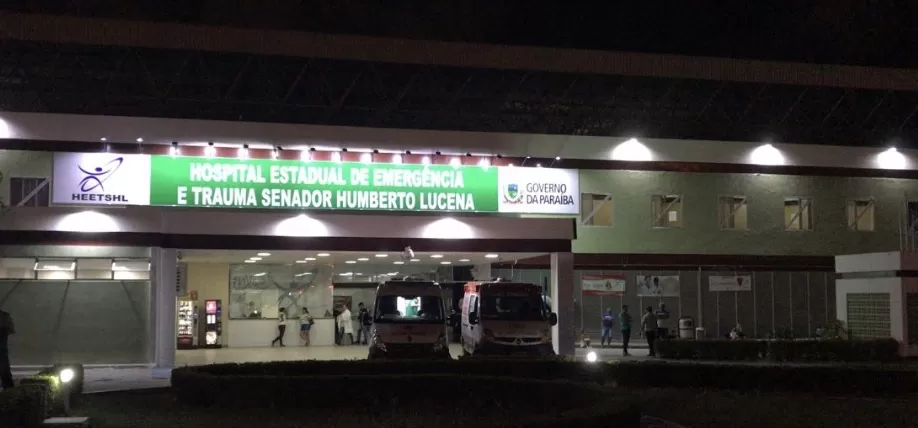 HOSPITAL ESTADUAL DE EMERGÊNCIA
E TRAUMA SENADOR HUMBERTO LUCENA
HEETSHL
GOVERNO
DA PARAÍBA